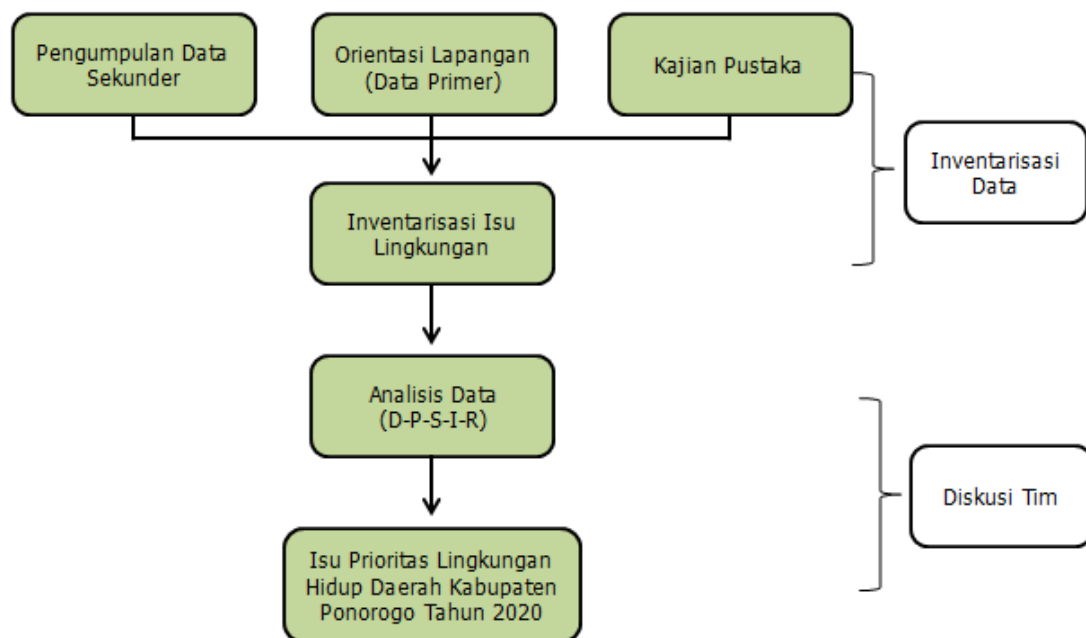 Pengumpulan Data
Sekunder
Orientasi Lapangan
(Data Primer)
Kajian Pustaka
Inventarisasi
Data
Inventarisasi Isu
Lingkungan
Analisis Data
(D-P-S-I-R)
Diskusi Tim
Isu Prioritas Lingkungan
Hidup Daerah Kabupaten
Ponorogo Tahun 2020